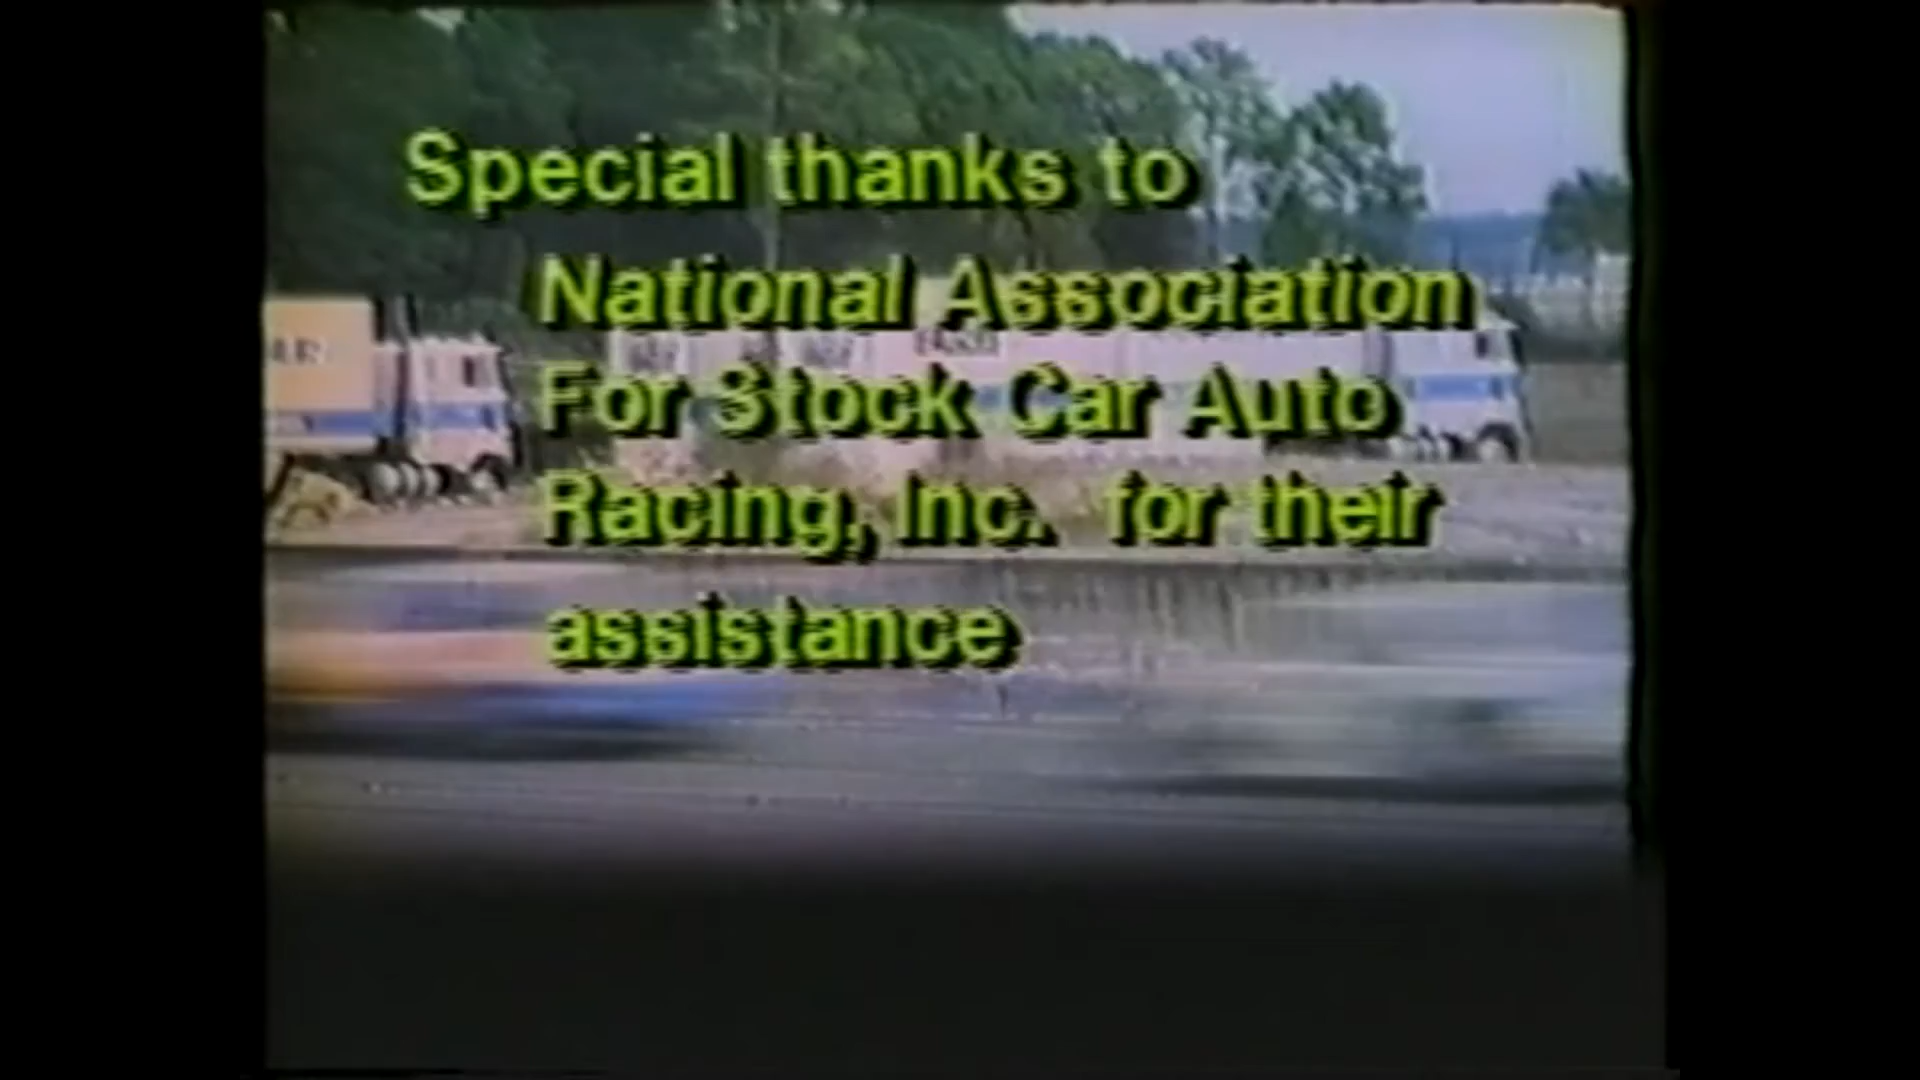 Special thanks to
National Association
For Stock Car Auto
Racing, Inc. for their
assistance